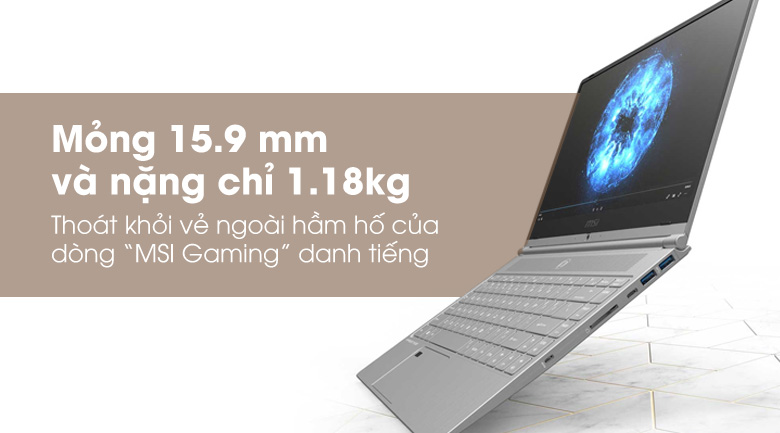 Mỏng 15.9 mm
và nặng chỉ 1.18kg
Thoát khỏi vẻ ngoài hầm hố của
dòng “MSI Gaming” danh tiếng
msi